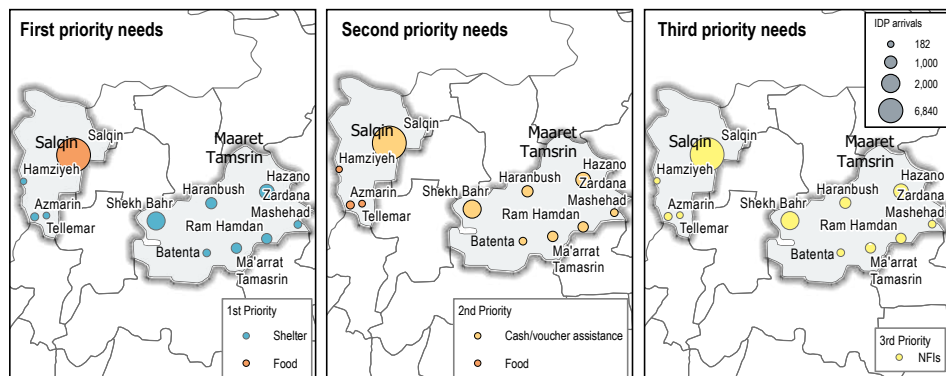 First priority needs
Salqin
Salqin
Hamziyeh
Azmarin
Tellemar
Maaret
Tamsrin
Hazano
Haranbush
Zardana
Shekh Bahr
Mashehad
Ram Hamdan
Batenta
Ma'arrat
Tamasrin
1st Priority
Shelter
Food
Second priority needs
Salqin
Salqin
Hamziyeh
Azmarin
Tellemar
Maaret
Tamsrin
Hazano
Haranbush
Zardana
Shekh Bahr
Mashehad
Ram Hamdan
Batenta
Ma'arrat
Tamasrin
2nd Priority
Cash/voucher assistance
Food
Third priority needs
IDP arrivals
182
1,000
2,000
6,840
Salqin
Salqin
Hamziyeh
Azmarin
Tellemar
Maaret
Tamsrin
Hazano
Haranbush
Zardana
Shekh Bahr
Mashehad
Ram Hamdan
Batenta
Ma'arrat
Tamasrin
3rd Priority
NFIs